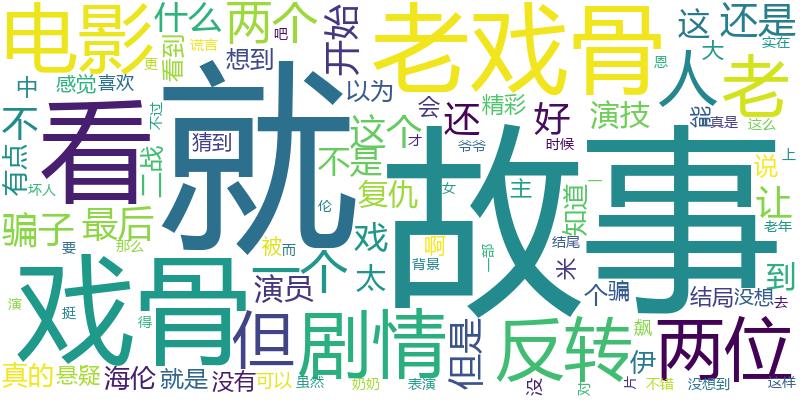 电影
什么
两个
吧
开始
老戏骨
这
还是
谎言
看到
更
想到
大
实在
中
感觉
喜欢
以为
恩
人
老
看
就
不
不过
猜到
会
还
精彩
好
演技
能
真是
这么
有点
二战
这个
不是
才
爷爷
时候
说
上
坏人
复仇
故事
女
主
知道
一
让
骗子
最后
伦
戏
啊
老年
要
那么
被
而
一个
太
背景
一部
结尾
米
到
戏骨
演员
个
骗
结局
没想
去
演
挺
得
但
剧情
但是
反转
飙
伊
两位
真的
悬疑
海伦
就是
没有
可以
虽然
奶奶
表演
没
对
片
不错
没想到
这样